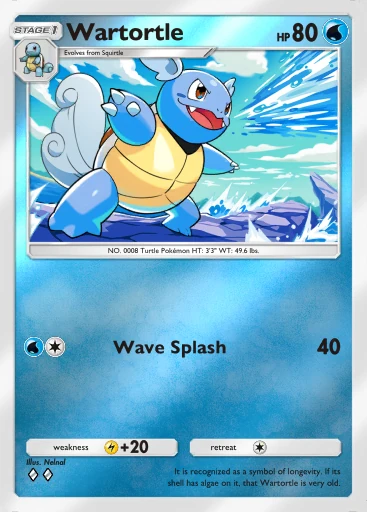 STAGE 1
Wartortle
HP 80
Evolves from Squirtle
NO. 0008 Turtle Pokémon HT: 3'3" WT: 49.6 lbs.
Wave Splash 40
weakness +20 retreat
Illus. Nelnal
It is recognized as a symbol of longevity. If its
shell has algae on it, that Wartortle is very old.